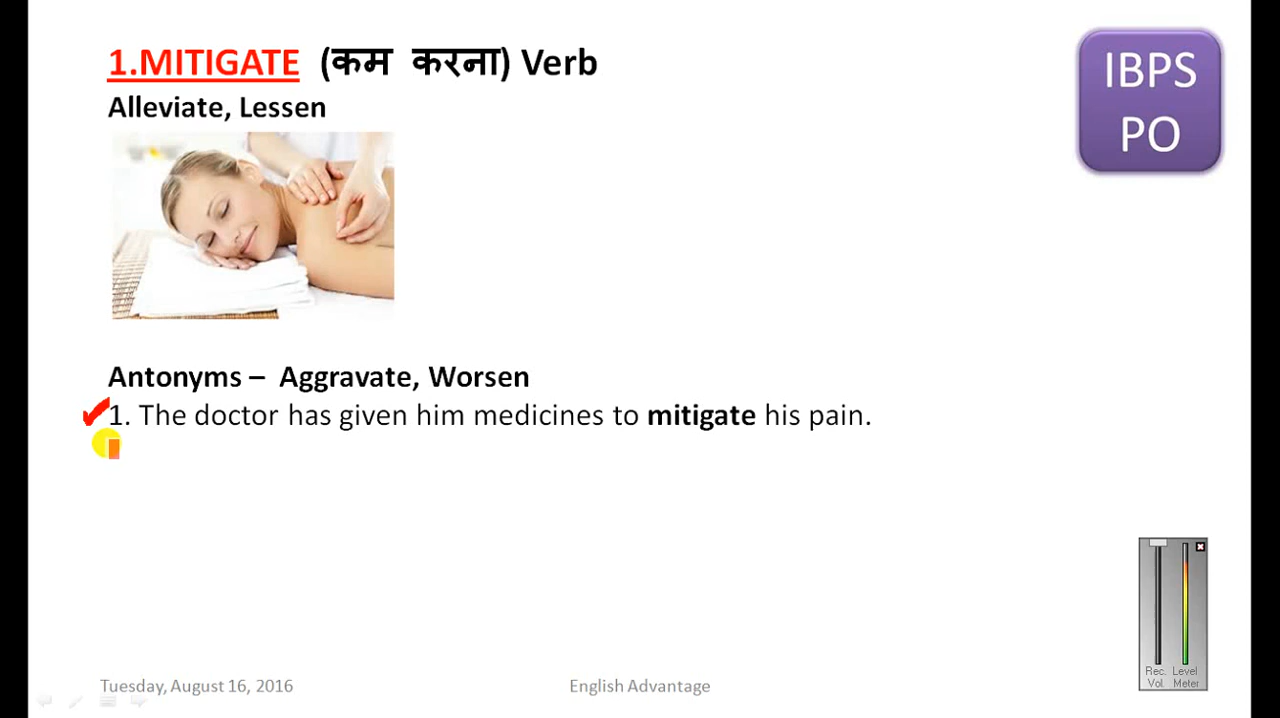 1.MITIGATE (कम करना) Verb
Alleviate, Lessen
IBPS
PO
Antonyms – Aggravate, Worsen
1. The doctor has given him medicines to mitigate his pain.
Rec. Level
Vol. Meter
Tuesday, August 16, 2016
English Advantage